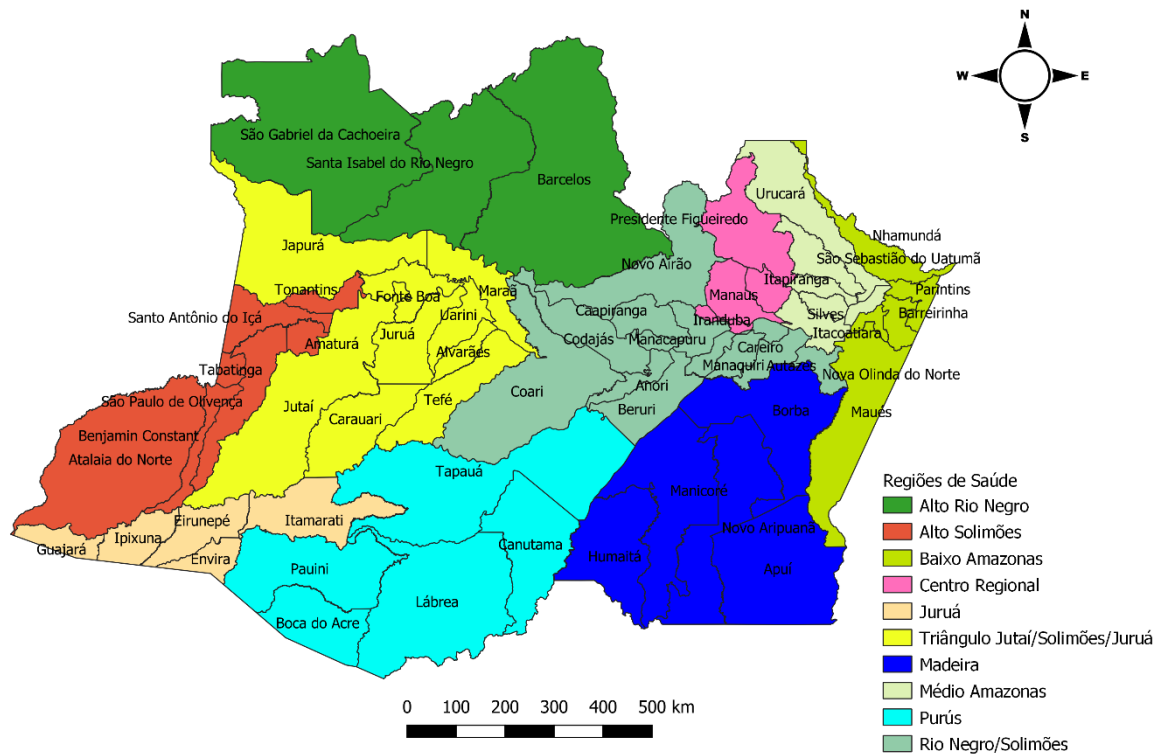 N
W
E
S
São Gabriel da Cachoeira
Santa Isabel do Rio Negro
Barcelos
Urucará
Presidente Figueiredo
Nhamundá
Japurá
São Sebastião do Uatumã
Novo Airão
Itapiranga
Tonantins
Fonte Boa
Maraã
Manaus
Parintins
Santo Antônio do Içá
Uarini
Caapiranga
Iranduba
Silves
Barreirinha
Juruá
Codajás
Manacapuru
Itacoatiara
Amaturá
Alvarães
Careiro
Tabatinga
Manaquiri
Autazes
Nova Olinda do Norte
Anori
Coari
São Paulo de Olivença
Jutaí
Tefé
Beruri
Borba
Maués
Carauari
Benjamin Constant
Atalaia do Norte
Tapauá
Manicoré
Eirunepé
Itamarati
Novo Aripuanã
Ipixuna
Canutama
Guajará
Envira
Humaitá
Pauini
Apuí
Lábrea
Boca do Acre
Regiões de Saúde
Alto Rio Negro
Alto Solimões
Baixo Amazonas
Centro Regional
Juruá
Triângulo Jutaí/Solimões/Juruá
Madeira
Médio Amazonas
Purús
Rio Negro/Solimões
0 100 200 300 400 500 km